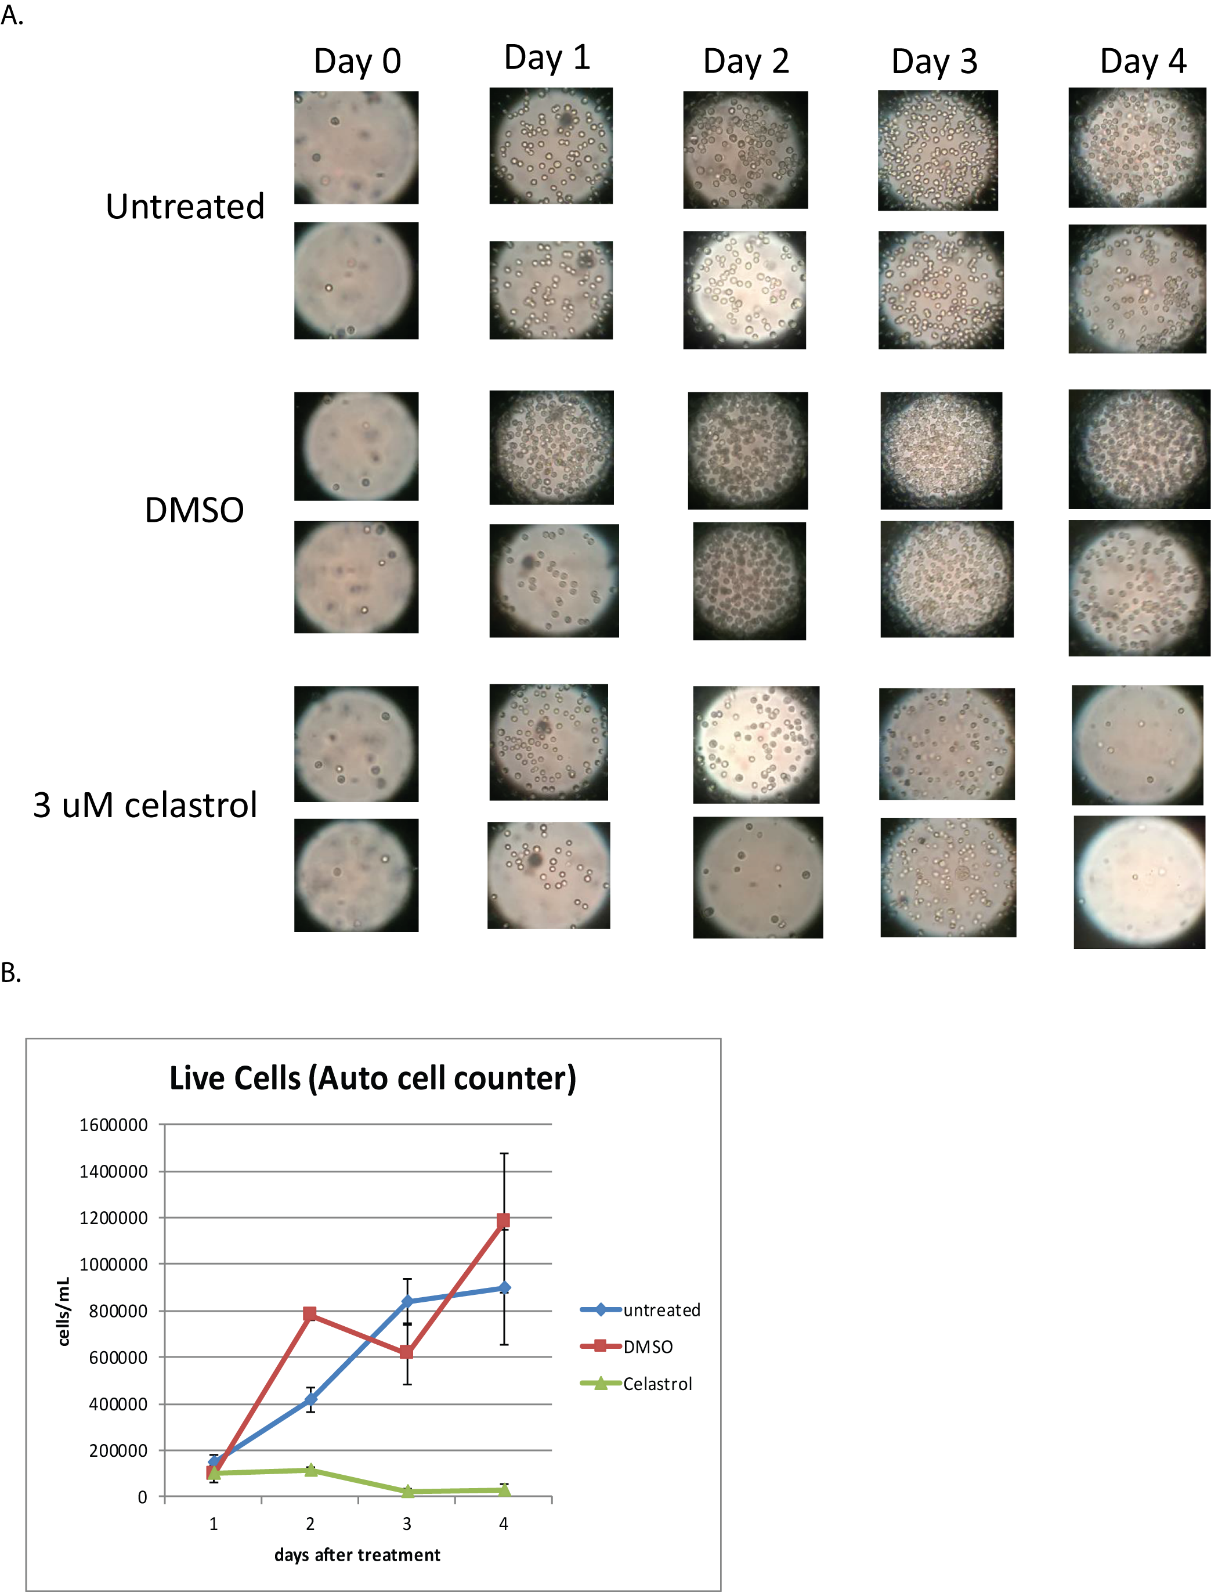 A.
Day 0 Day 1 Day 2 Day 3 Day 4
Untreated
DMSO
3 uM celastrol
B.
Live Cells (Auto cell counter)
1600000
1400000
1200000
1000000
800000
600000
400000
200000
0
cells/mL
1 2 3 4
days after treatment
untreated
DMSO
Celastrol